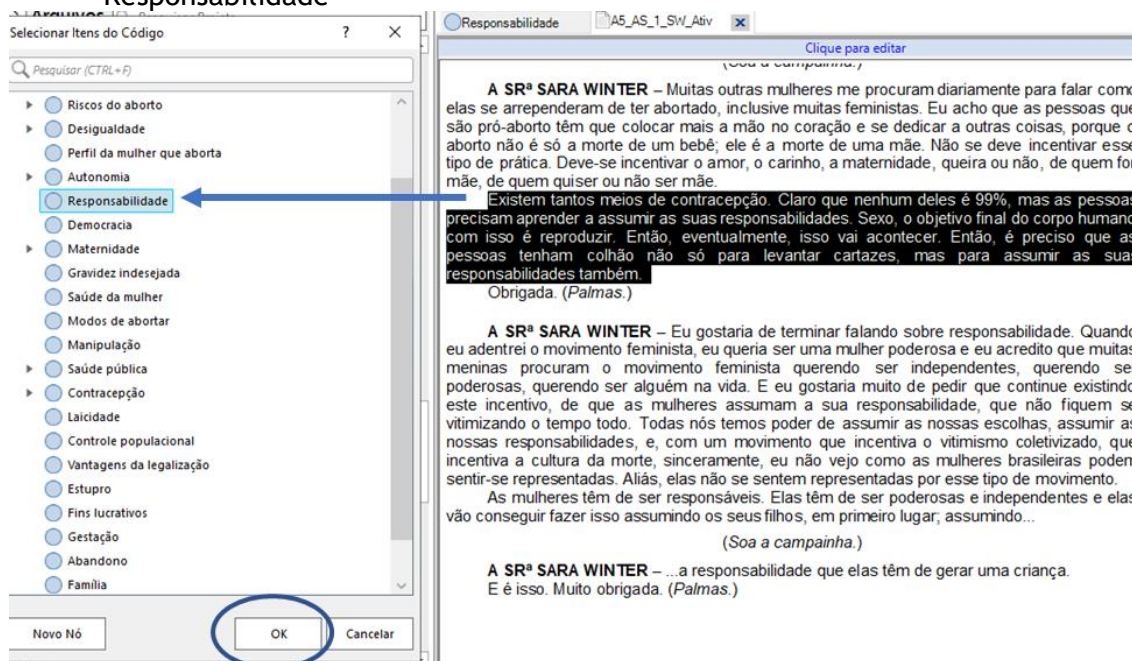 Responsabilidade
Selecionar Itens do Código ? X
Pesquisar (CTRL+F)
Riscos do aborto
Desigualdade
Perfil da mulher que aborta
Autonomia
Responsabilidade
Democracia
Maternidade
Gravidez indesejada
Saúde da mulher
Modos de abortar
Manipulação
Saúde pública
Contracepção
Laicidade
Controle populacional
Vantagens da legalização
Estupro
Fins lucrativos
Gestação
Abandono
Família
Novo Nó OK Cancelar
Responsabilidade A5_AS_1_SW_Ativ x
Clique para editar
A SRª SARA WINTER – Muitas outras mulheres me procuram diariamente para falar como
elas se arrependeram de ter abortado, inclusive muitas feministas. Eu acho que as pessoas que
são pró-aborto têm que colocar mais a mão no coração e se dedicar a outras coisas, porque
aborto não é só a morte de um bebê; ele é a morte de uma mãe. Não se deve incentivar esse
tipo de prática. Deve-se incentivar o amor, o carinho, a maternidade, queira ou não, de quem for
mãe, de quem quiser ou não ser mãe.
Existem tantos meios de contracepção. Claro que nenhum deles é 99%, mas as pessoas
precisam aprender a assumir as suas responsabilidades. Sexo, o objetivo final do corpo humano
com isso é reproduzir. Então, eventualmente, isso vai acontecer. Então, é preciso que as
pessoas tenham colhão não só para levantar cartazes, mas para assumir as suas
responsabilidades também.
Obrigada. (Palmas.)
A SRª SARA WINTER – Eu gostaria de terminar falando sobre responsabilidade. Quando
eu adentrei o movimento feminista, eu queria ser uma mulher poderosa e eu acredito que muitas
meninas procuram o movimento feminista querendo ser independentes, querendo se
poderosas, querendo ser alguém na vida. E eu gostaria muito de pedir que continue existindo
este incentivo, de que as mulheres assumam a sua responsabilidade, que não fiquem se
vitimizando o tempo todo. Todas nós temos poder de assumir as nossas escolhas, assumir as
nossas responsabilidades, e, com um movimento que incentiva o vitimismo coletivizado, que
incentiva a cultura da morte, sinceramente, eu não vejo como as mulheres brasileiras podem
sentir-se representadas. Aliás, elas não se sentem representadas por esse tipo de movimento.
As mulheres têm de ser responsáveis. Elas têm de ser poderosas e independentes e elas
vão conseguir fazer isso assumindo os seus filhos, em primeiro lugar; assumindo...
(Soa a campainha.)
A SRª SARA WINTER – ...a responsabilidade que elas têm de gerar uma criança.
E é isso. Muito obrigada. (Palmas.)